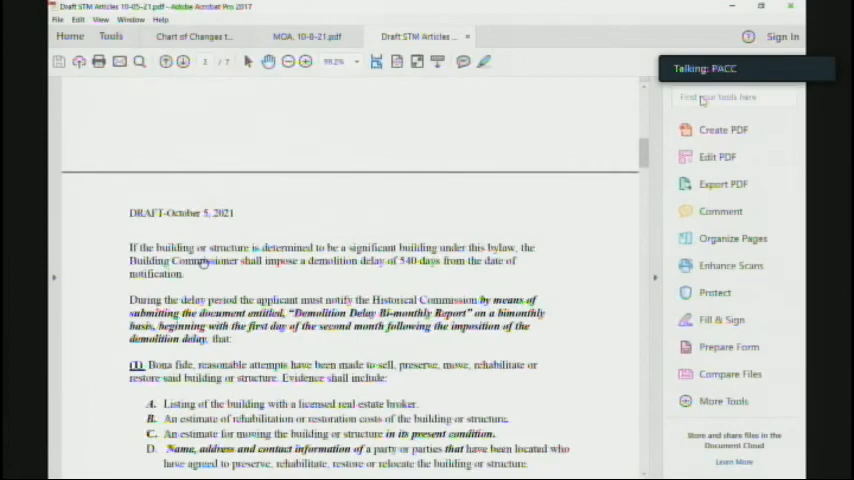 Draft STM Articles 10-05-21.pdf - Adobe Acrobat Pro 2017
File Edit View Window Help
Home Tools Chart of Changes t... MOA, 10-8-21.pdf Draft STM Articles ... × ? Sign In
/ 7 99.2%
Talking: PACC
Find your tools here
Create PDF
Edit PDF
Export PDF
Comment
Organize Pages
Enhance Scans
Protect
Fill & Sign
Prepare Form
Compare Files
More Tools
Store and share files in the
Document Cloud
Learn More
DRAFT-October 5, 2021
If the building or structure is determined to be a significant building under this bylaw, the
Building Commissioner shall impose a demolition delay of 540 days from the date of
notification.
During the delay period the applicant must notify the Historical Commission by means of
submitting the document entitled, “Demolition Delay Bi-monthly Report” on a bimonthly
basis, beginning with the first day of the second month following the imposition of the
demolition delay, that:
(1) Bona fide, reasonable attempts have been made to sell, preserve, move, rehabilitate or
restore said building or structure. Evidence shall include:
A. Listing of the building with a licensed real estate broker.
B. An estimate of rehabilitation or restoration costs of the building or structure.
C. An estimate for moving the building or structure in its present condition.
D. Name, address and contact information of a party or parties that have been located who
have agreed to preserve, rehabilitate, restore or relocate the building or structure.